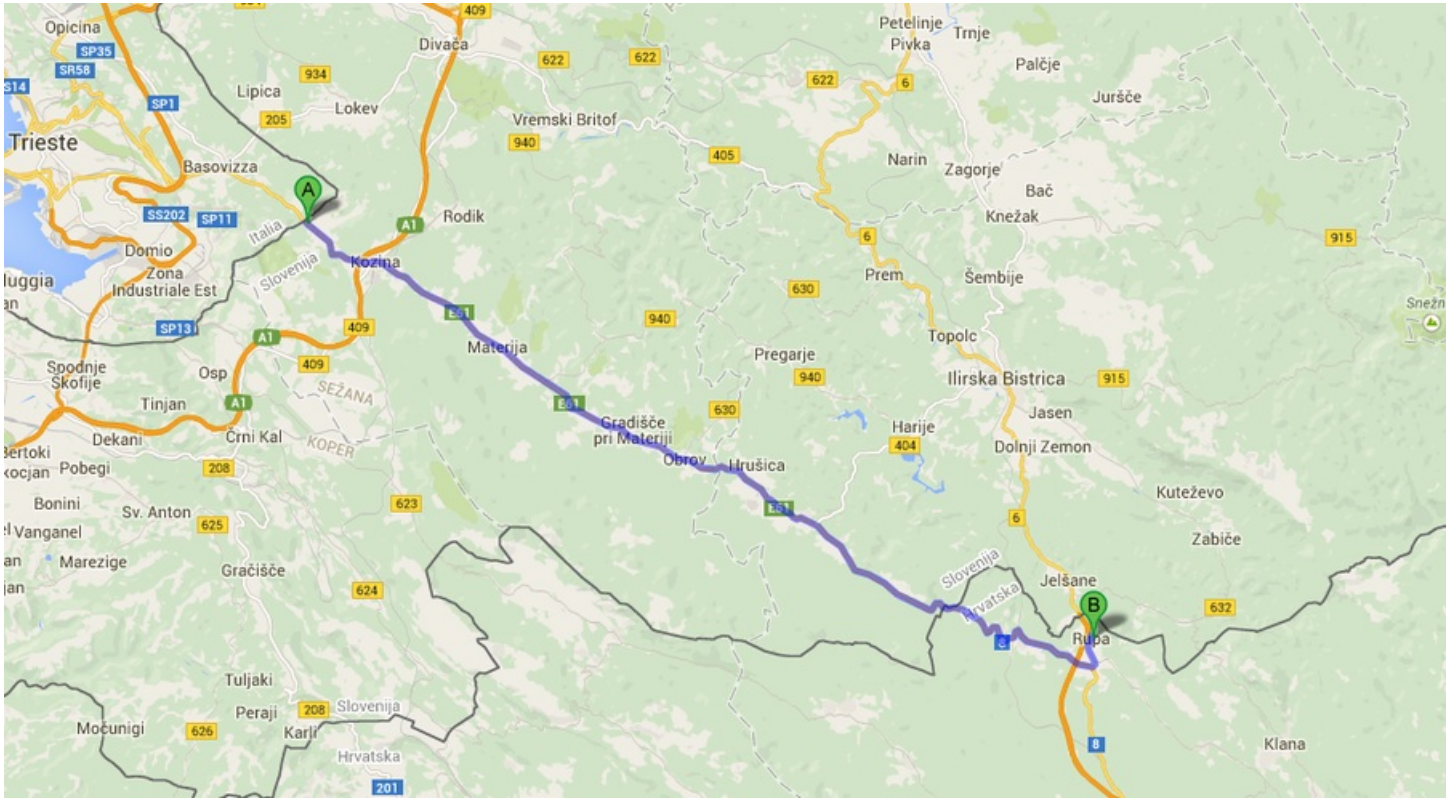 409
Opicina
Divača
Petelinje
Pivka
Trnje
SP35
SR58
S14
934
622
622
622
6
Palčje
Juršče
Lipica
Lokev
SP1
205
Vremski Britof
Trieste
940
405
Narin
Zagorje
Basovizza
A
Bač
SS202
SP11
Italia
A1
Rodik
Knežak
6
915
Domio
Slovenija
Kozina
Prem
Šembije
Zona
Industriale Est
630
E61
940
SP13
409
Snežn
A1
Materija
Topolc
Pregarje
409
Osp
Spodnje
Škofije
SEŽANA
940
Ilirska Bistrica
915
Tinjan
A1
E61
630
Jasen
Gradišče
pri Materiji
Harije
Dekani
Črni Kal
KOPER
404
Dolnji Zemon
Bertoki
Obrov
Hrušica
kocjan
Pobegi
208
Kuteževo
Bonini
Sv. Anton
623
E61
6
625
Vanganel
Zabiče
Marezige
Gračišče
Slovenija
Jelšane
624
Hrvatska
B
632
Rupa
8
Tuljaki
Peraji
208
Slovenija
Močunigi
626
Karli
8
Klana
Hrvatska
201